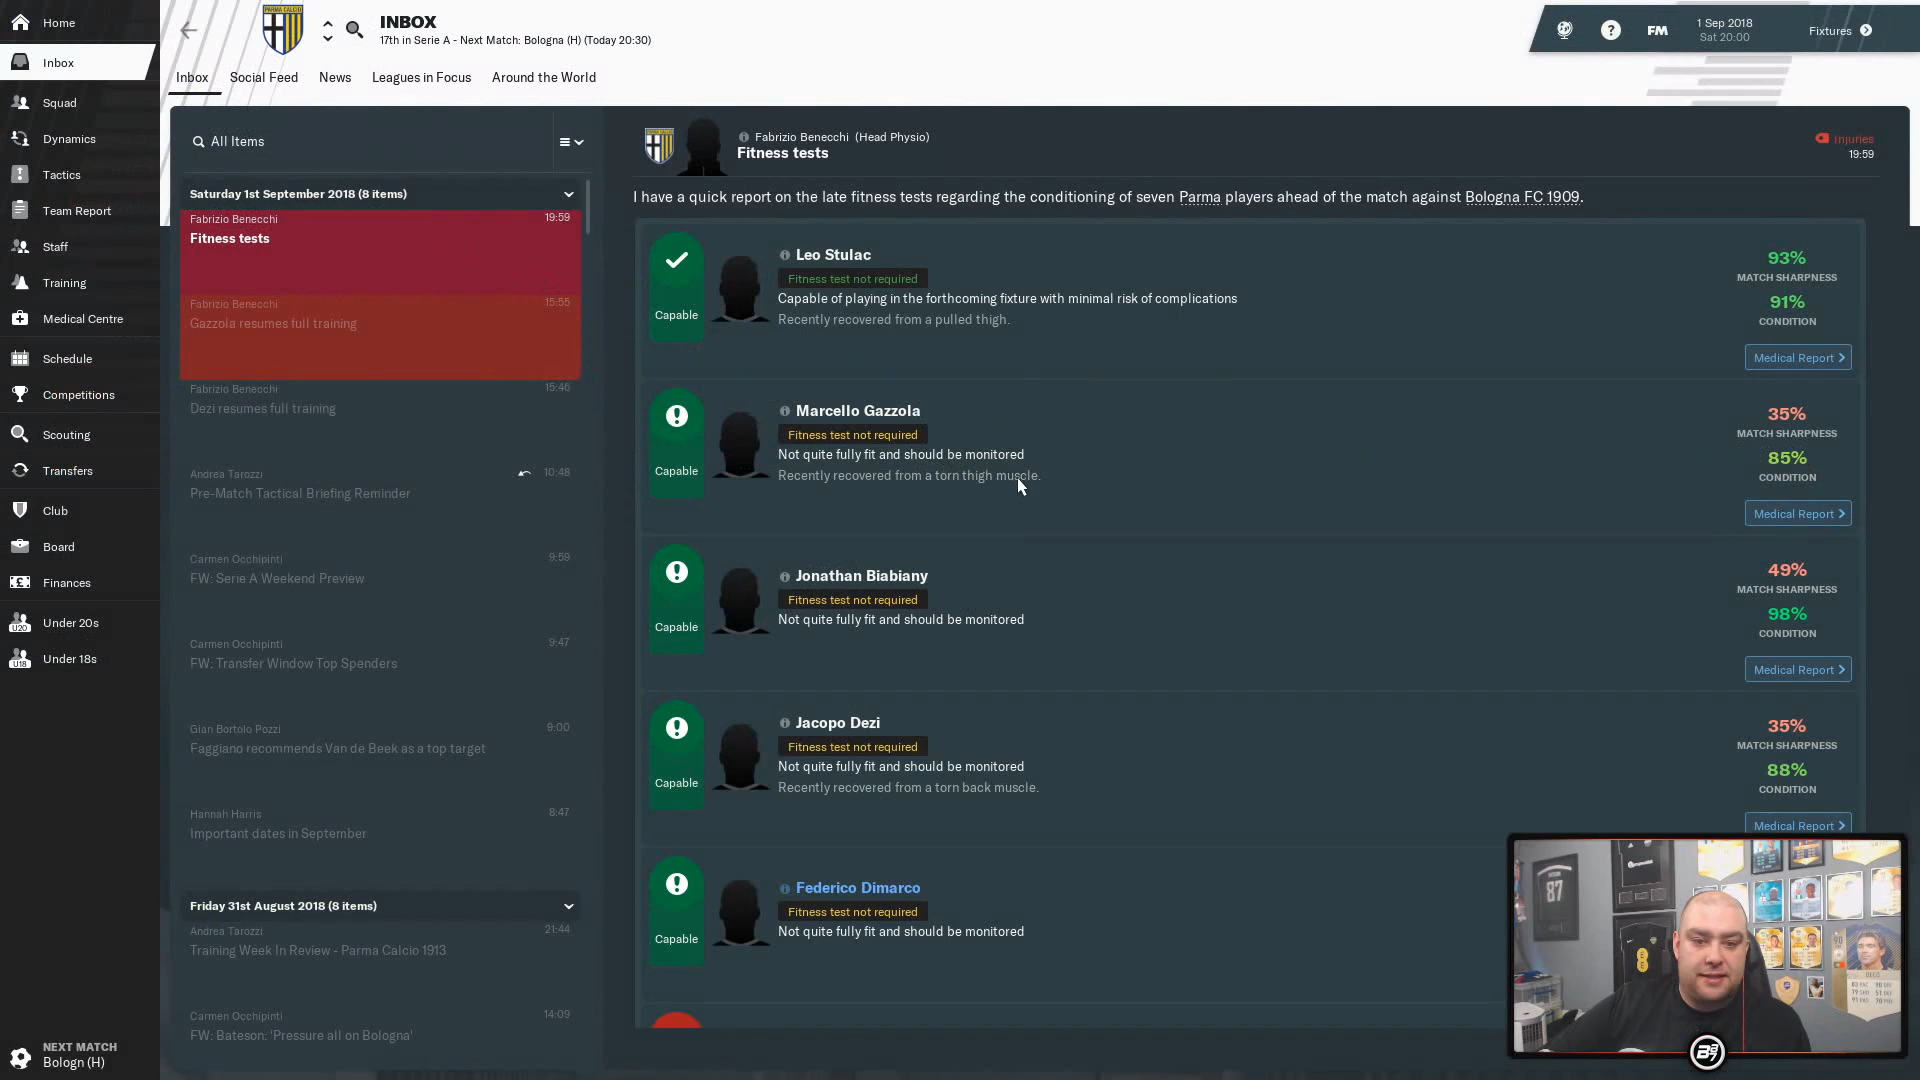 Home
Inbox
Squad
Dynamics
Tactics
Team Report
Staff
Training
Medical Centre
Schedule
Competitions
Scouting
Transfers
Club
Board
Finances
U20
Under 20s
U18
Under 18s
NEXT MATCH
Bologn (H)
PARMA CALCIO
INBOX
17th in Serie A - Next Match: Bologna (H) (Today 20:30)
?
FM
1 Sep 2018
Sat 20:00
Fixtures
Inbox
Social Feed
News
Leagues in Focus
Around the World
All Items
Saturday 1st September 2018 (8 items)
Fabrizio Benecchi
19:59
Fitness tests
Fabrizio Benecchi
15:55
Gazzola resumes full training
Fabrizio Benecchi
15:46
Dezi resumes full training
Andrea Tarozzi
10:48
Pre-Match Tactical Briefing Reminder
Carmen Occhipinti
9:59
FW: Serie A Weekend Preview
Carmen Occhipinti
9:47
FW: Transfer Window Top Spenders
Gian Bortolo Pozzi
9:00
Faggiano recommends Van de Beek as a top target
Hannah Harris
8:47
Important dates in September
Friday 31st August 2018 (8 items)
Andrea Tarozzi
21:44
Training Week In Review - Parma Calcio 1913
Carmen Occhipinti
14:09
FW: Bateson: 'Pressure all on Bologna'
Fabrizio Benecchi (Head Physio)
Fitness tests
Injuries
19:59
I have a quick report on the late fitness tests regarding the conditioning of seven Parma players ahead of the match against Bologna FC 1909.
Capable
Leo Stulac
Fitness test not required
Capable of playing in the forthcoming fixture with minimal risk of complications
Recently recovered from a pulled thigh.
93%
MATCH SHARPNESS
91%
CONDITION
Medical Report
Capable
Marcello Gazzola
Fitness test not required
Not quite fully fit and should be monitored
Recently recovered from a torn thigh muscle.
35%
MATCH SHARPNESS
85%
CONDITION
Medical Report
Capable
Jonathan Biabiany
Fitness test not required
Not quite fully fit and should be monitored
49%
MATCH SHARPNESS
98%
CONDITION
Medical Report
Capable
Jacopo Dezi
Fitness test not required
Not quite fully fit and should be monitored
Recently recovered from a torn back muscle.
35%
MATCH SHARPNESS
88%
CONDITION
Medical Report
Capable
Federico Dimarco
Fitness test not required
Not quite fully fit and should be monitored
87